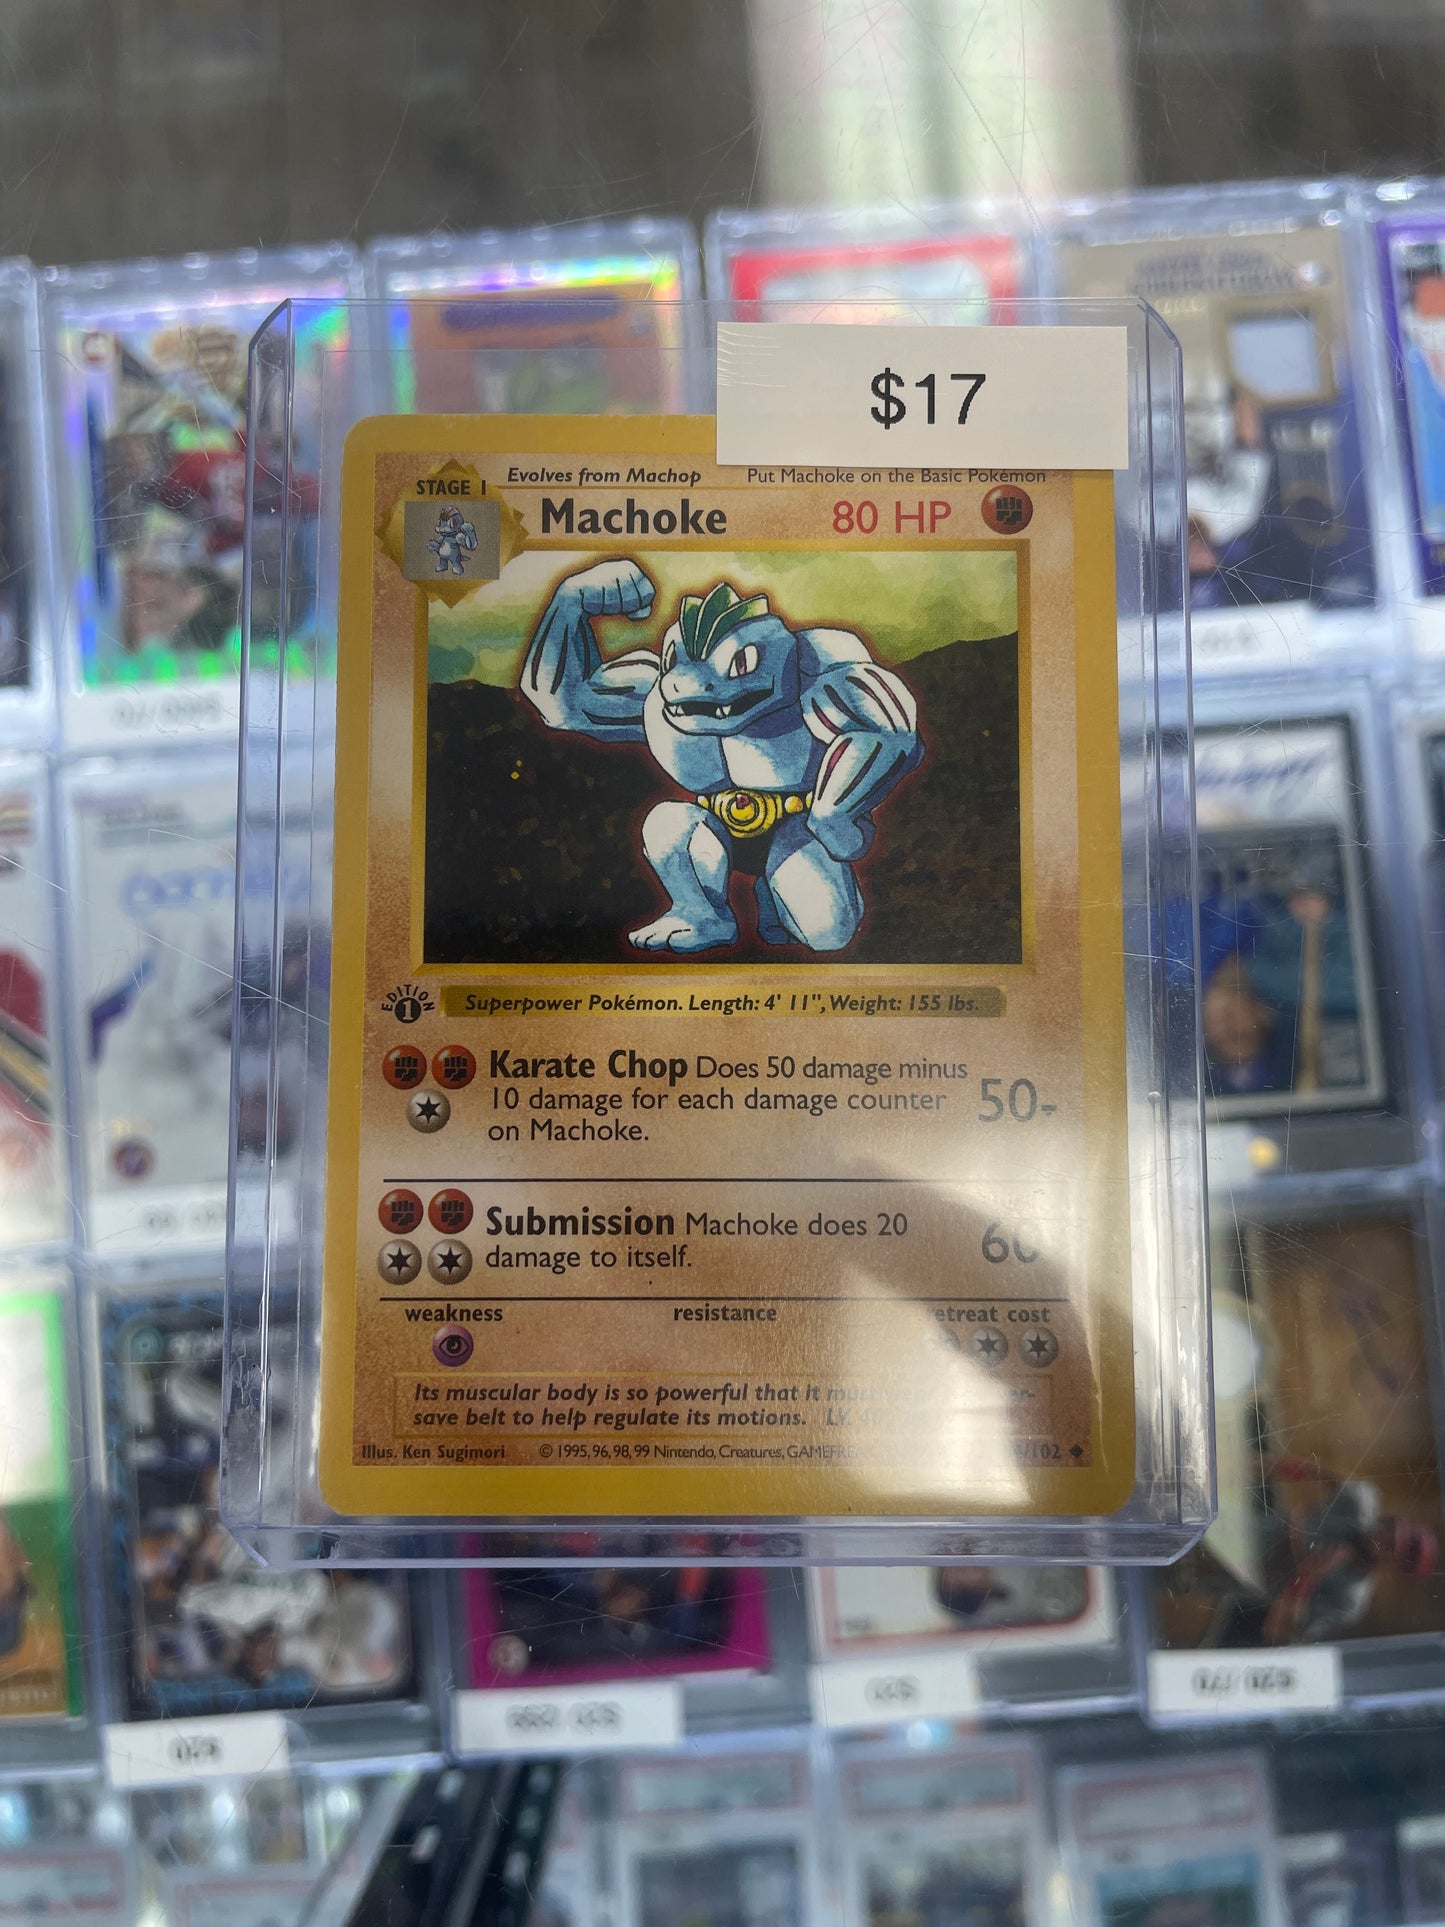 $17
Evolves from Machop
Put Machoke on the Basic Pokémon
STAGE 1
Machoke
80 HP
EDITION
1
Superpower Pokémon. Length: 4' 11", Weight: 155 lbs.
Karate Chop Does 50 damage minus
10 damage for each damage counter
on Machoke.
50-
Submission Machoke does 20
damage to itself.
60
weakness
resistance
retreat cost
Its muscular body is so powerful that it must
save belt to help regulate its motions. LV. 40
Illus. Ken Sugimori
© 1995, 96, 98, 99 Nintendo, Creatures, GAMEFREAK
/102